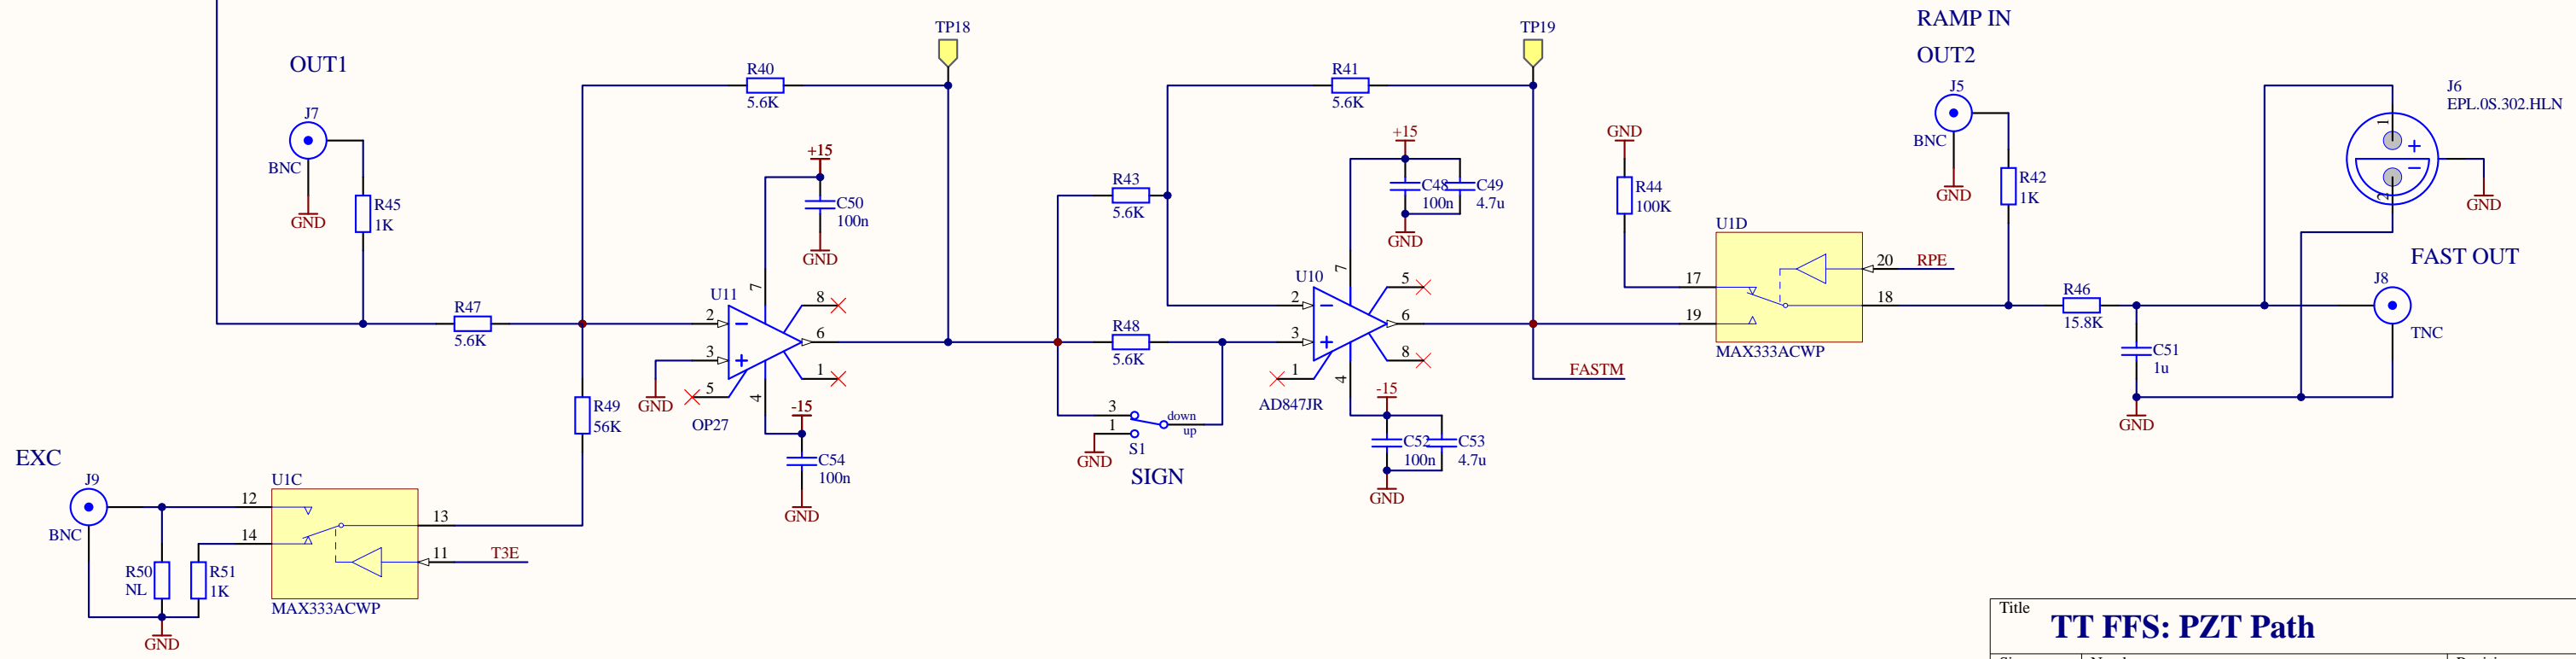 RAMP IN
TP18
TP19
OUT2
OUT1
R40
5.6K
R41
5.6K
J5
BNC
GND
J6
EPL.0S.302.HLN
1
+
−
2
GND
J7
BNC
GND
R45
1K
+15
C50
100n
GND
R43
5.6K
+15
C48
100n
C49
4.7u
GND
GND
R44
100K
R42
1K
U1D
17
19
20
RPE
18
MAX333ACWP
FAST OUT
J8
TNC
R46
15.8K
C51
1u
GND
R47
5.6K
U11
2
−
3
+
7
8
6
1
5
4
OP27
GND
-15
C54
100n
GND
R48
5.6K
U10
2
−
3
+
7
5
6
8
1
4
AD847JR
FASTM
-15
C52
100n
C53
4.7u
GND
3
1
down
up
S1
GND
SIGN
R49
56K
EXC
J9
BNC
U1C
12
14
13
11
T3E
R50
NL
R51
1K
MAX333ACWP
GND
Title
TT FFS: PZT Path